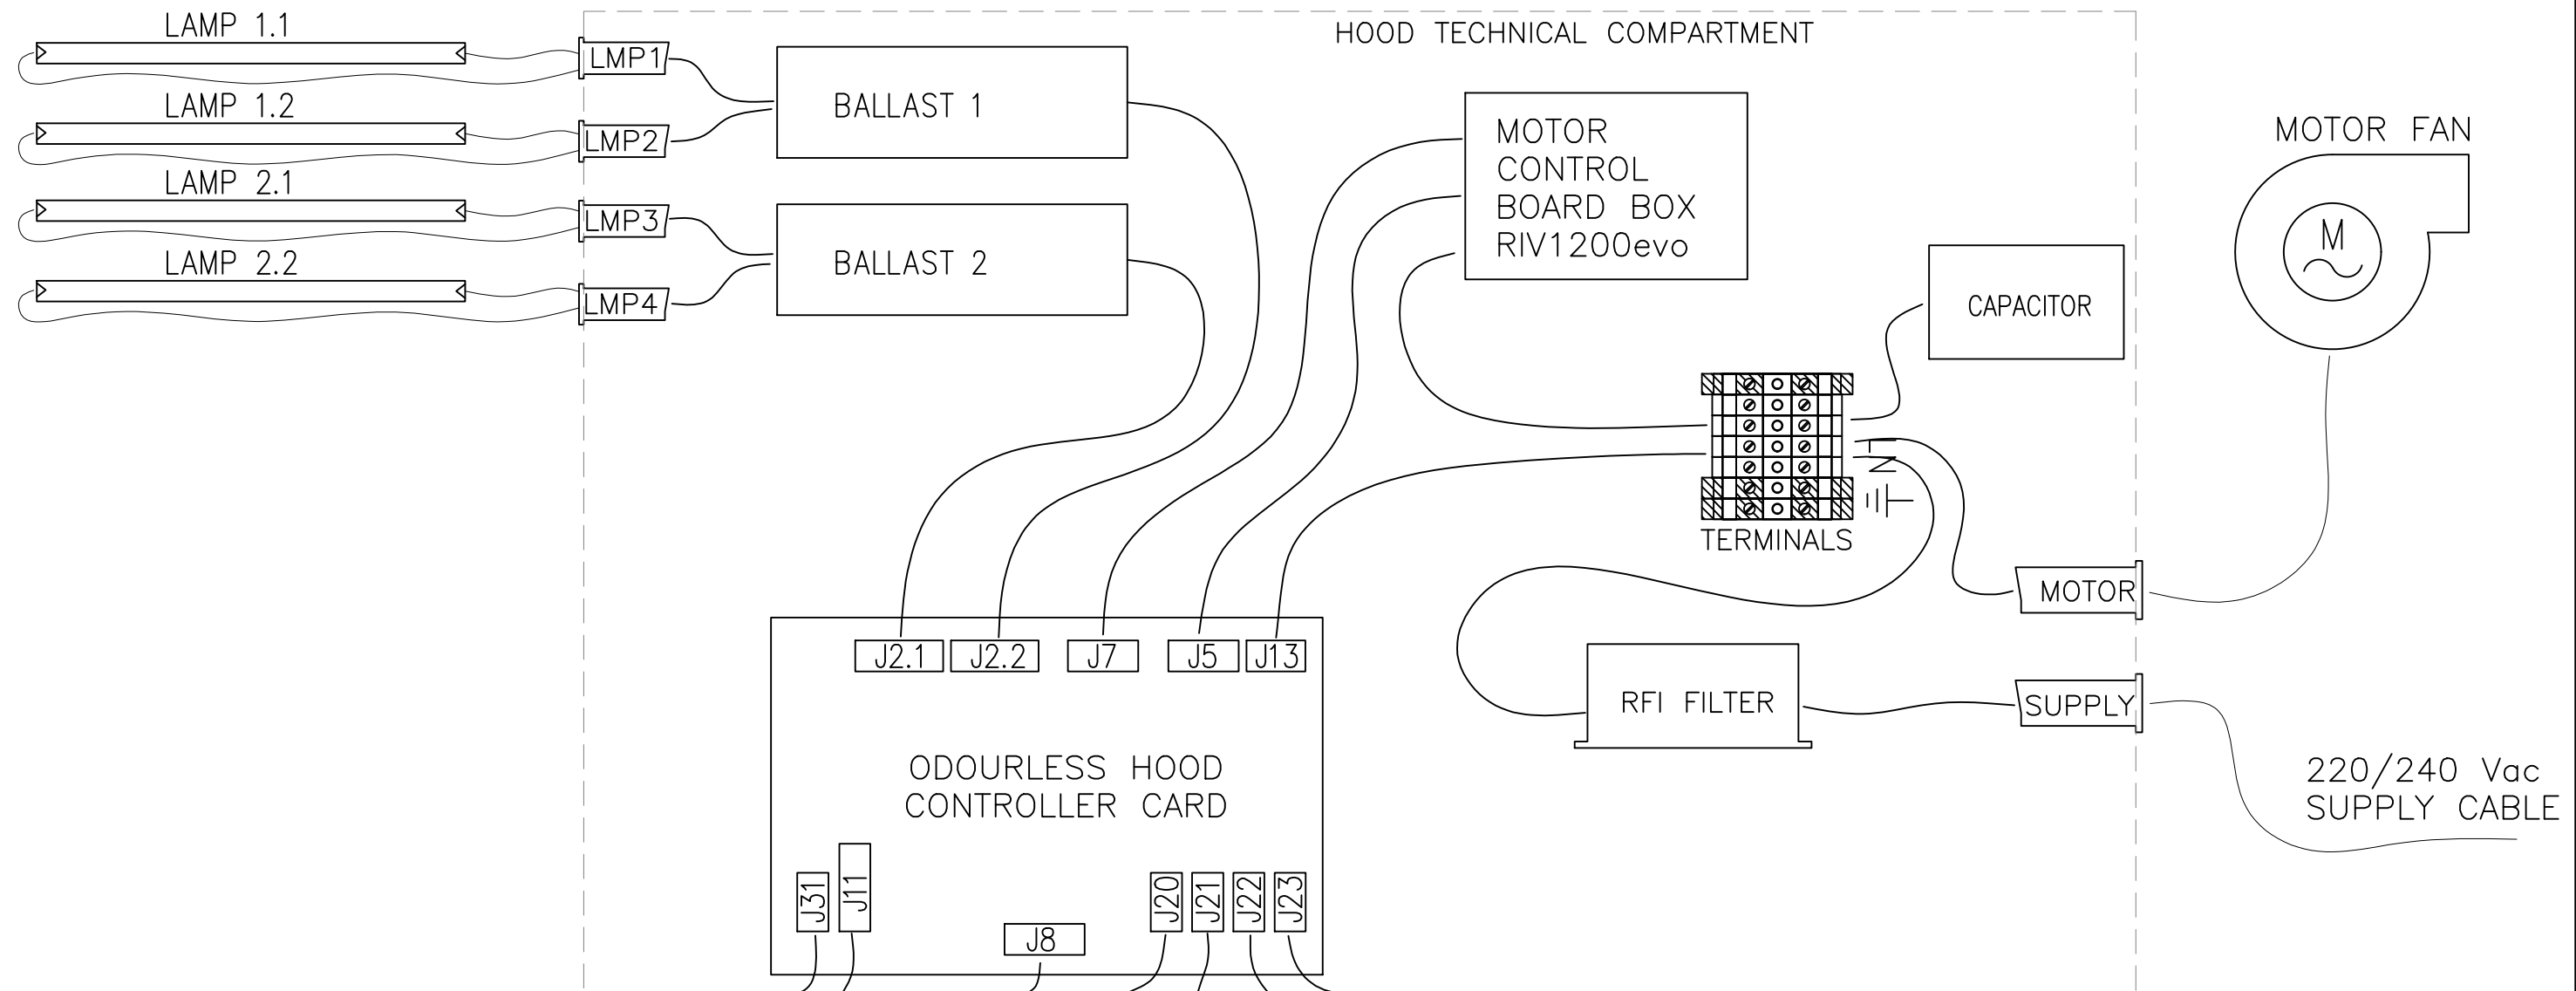 HOOD TECHNICAL COMPARTMENT
LAMP 1.1
LMP1
LAMP 1.2
LMP2
LAMP 2.1
LMP3
LAMP 2.2
LMP4
BALLAST 1
BALLAST 2
MOTOR
CONTROL
BOARD BOX
RIV1200evo
MOTOR FAN
M
CAPACITOR
L
N
TERMINALS
MOTOR
RFI FILTER
SUPPLY
220/240 Vac
SUPPLY CABLE
J2.1
J2.2
J7
J5
J13
ODOURLESS HOOD
CONTROLLER CARD
J31
J11
J8
J20
J21
J22
J23